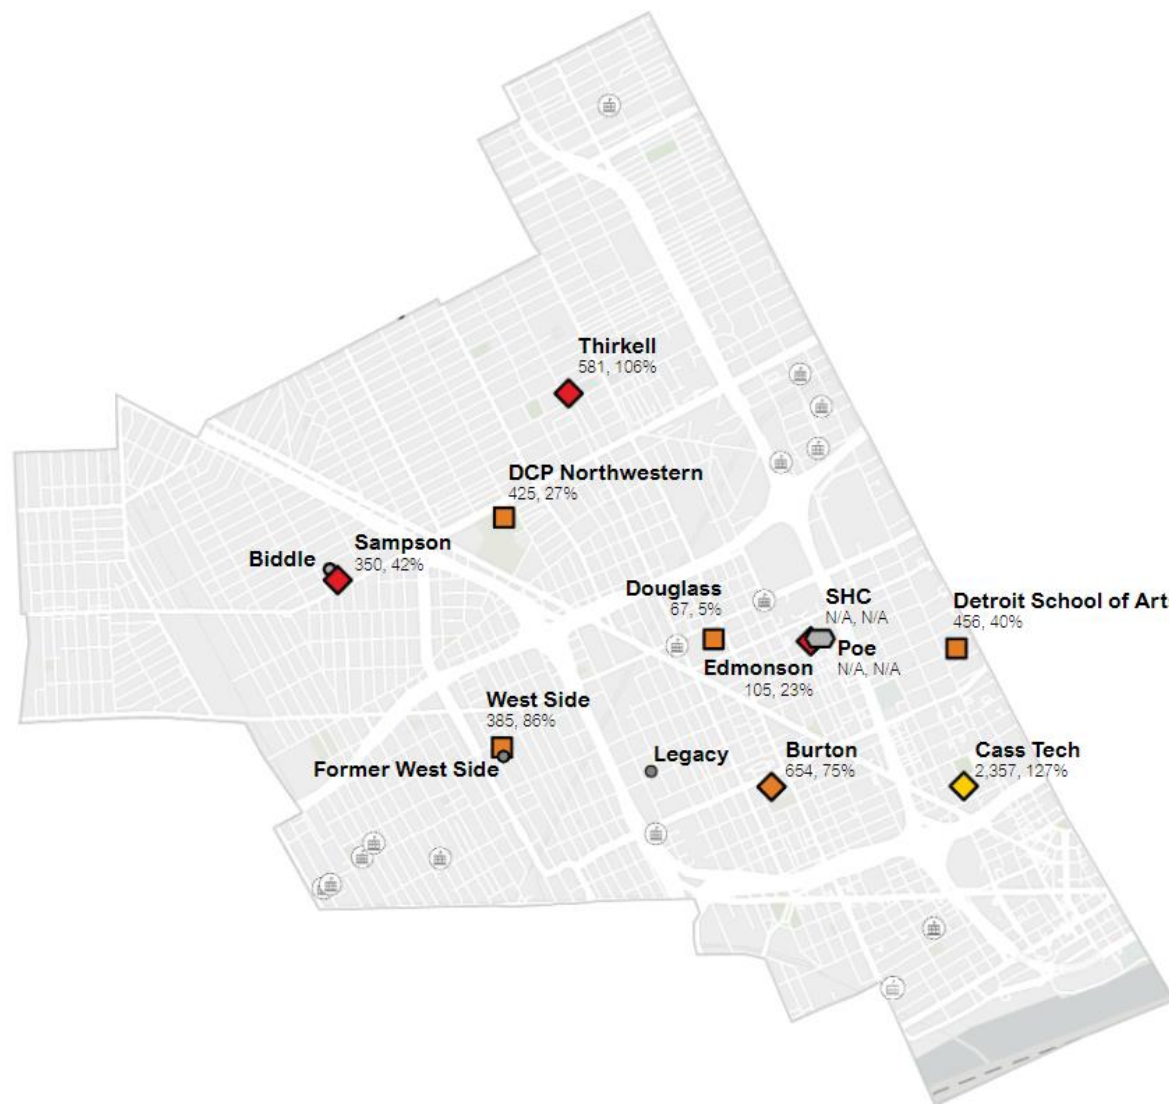 Thirkell
581, 106%
DCP Northwestern
425, 27%
Sampson
350, 42%
Biddle
Douglass
67, 5%
SHC
N/A, N/A
Detroit School of Art
456, 40%
Poe
N/A, N/A
Edmonson
105, 23%
West Side
385, 86%
Former West Side
Legacy
Burton
654, 75%
Cass Tech
2,357, 127%